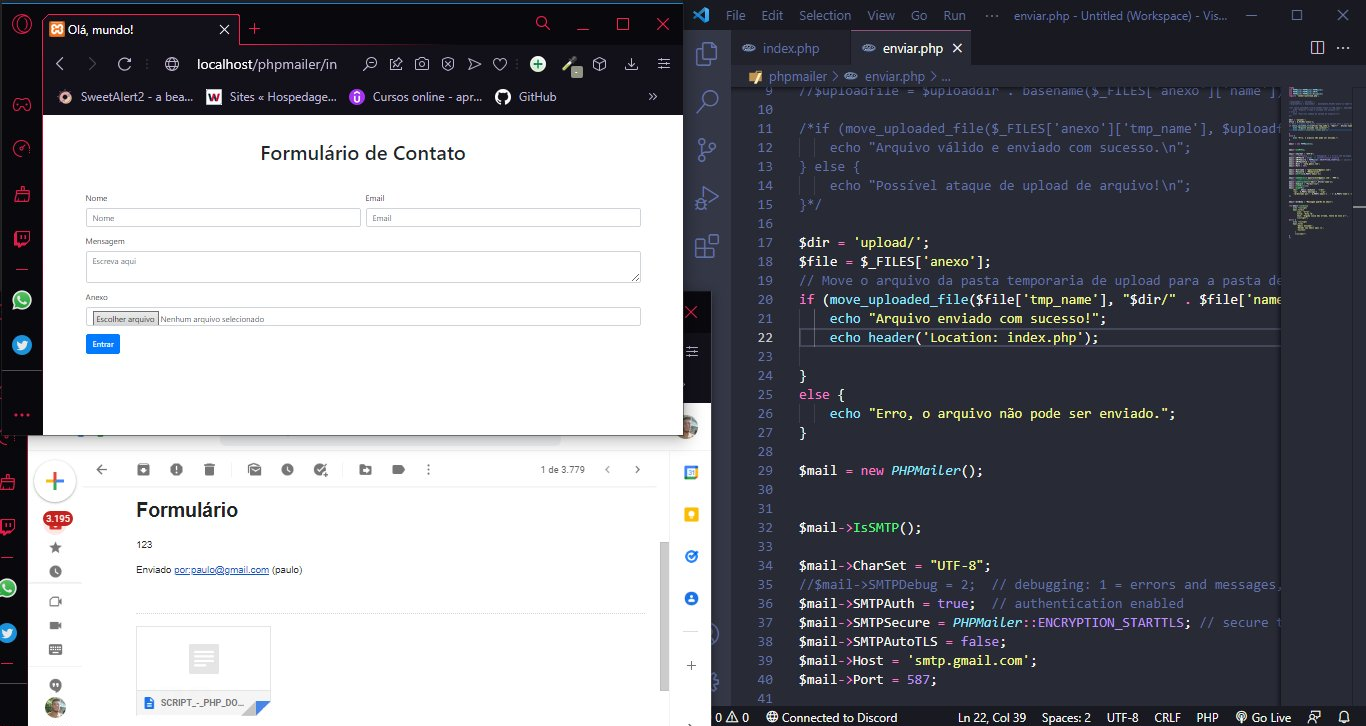 Olá, mundo!
localhost/phpmailer/in
SweetAlert2 - a bea...
Sites « Hospedage...
Cursos online - apr...
GitHub
»
Formulário de Contato
Nome
Email
Nome
Email
Mensagem
Escreva aqui
Anexo
Escolher arquivo Nenhum arquivo selecionado
Entrar
1 de 3.779
3.195
Formulário
123
Enviado por:paulo@gmail.com (paulo)
SCRIPT_-_PHP_DO...
File Edit Selection View Go Run ··· enviar.php - Untitled (Workspace) - Vis...
index.php
enviar.php
phpmailer > enviar.php > ...
9 //$uploadfile = $uploaddir . basename($_FILES['anexo']['name']);
10
11 /*if (move_uploaded_file($_FILES['anexo']['tmp_name'], $uploadf
12 echo "Arquivo válido e enviado com sucesso.\n";
13 } else {
14 echo "Possível ataque de upload de arquivo!\n";
15 }*/
16
17 $dir = 'upload/';
18 $file = $_FILES['anexo'];
19 // Move o arquivo da pasta temporaria de upload para a pasta de
20 if (move_uploaded_file($file['tmp_name'], "$dir/" . $file['name
21 echo "Arquivo enviado com sucesso!";
22 echo header('Location: index.php');
23
24 }
25 else {
26 echo "Erro, o arquivo não pode ser enviado.";
27 }
28
29 $mail = new PHPMailer();
30
31
32 $mail->IsSMTP();
33
34 $mail->CharSet = "UTF-8";
35 //$mail->SMTPDebug = 2;  // debugging: 1 = errors and messages,
36 $mail->SMTPAuth = true;  // authentication enabled
37 $mail->SMTPSecure = PHPMailer::ENCRYPTION_STARTTLS; // secure t
38 $mail->SMTPAutoTLS = false;
39 $mail->Host = 'smtp.gmail.com';
40 $mail->Port = 587;
41
0 0 Connected to Discord Ln 22, Col 39 Spaces: 2 UTF-8 CRLF PHP Go Live